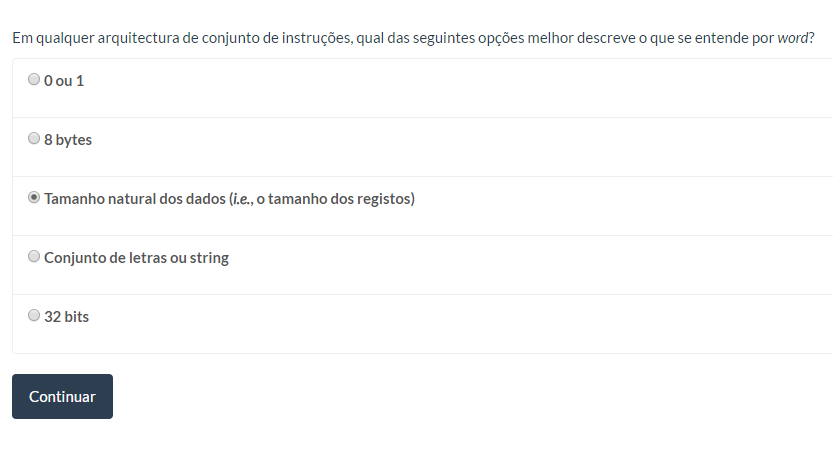 Em qualquer arquitectura de conjunto de instruções, qual das seguintes opções melhor descreve o que se entende por word?
0 ou 1
8 bytes
Tamanho natural dos dados (i.e., o tamanho dos registos)
Conjunto de letras ou string
32 bits
Continuar